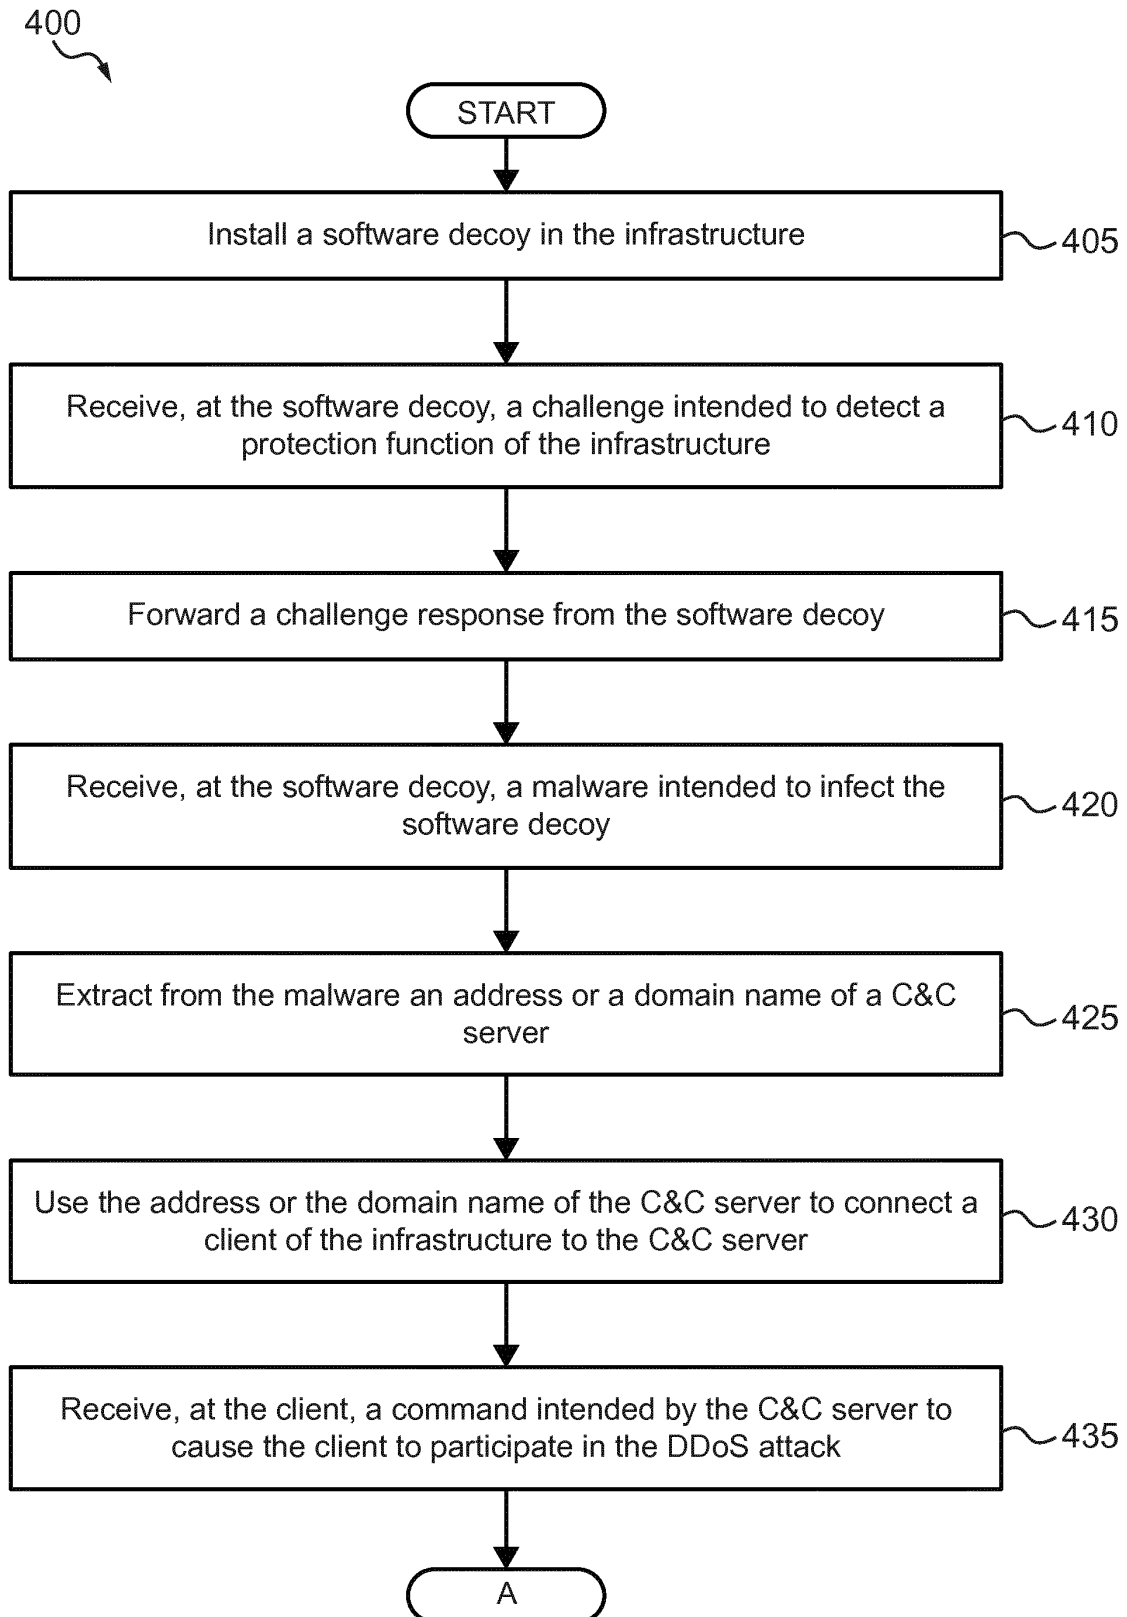 400
START
Install a software decoy in the infrastructure
405
Receive, at the software decoy, a challenge intended to detect a
protection function of the infrastructure
410
Forward a challenge response from the software decoy
415
Receive, at the software decoy, a malware intended to infect the
software decoy
420
Extract from the malware an address or a domain name of a C&C
server
425
Use the address or the domain name of the C&C server to connect a
client of the infrastructure to the C&C server
430
Receive, at the client, a command intended by the C&C server to
cause the client to participate in the DDoS attack
435
A